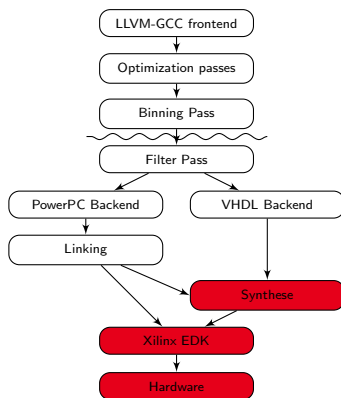 LLVM-GCC frontend
Optimization passes
Binning Pass
Filter Pass
PowerPC Backend
VHDL Backend
Linking
Synthese
Xilinx EDK
Hardware